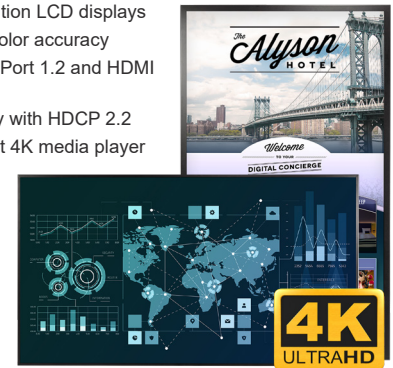 tion LCD displays
olor accuracy
Port 1.2 and HDMI
y with HDCP 2.2
t 4K media player
The
Alyson
HOTEL
Welcome
TO YOUR
DIGITAL CONCIERGE
4K
ULTRAHD